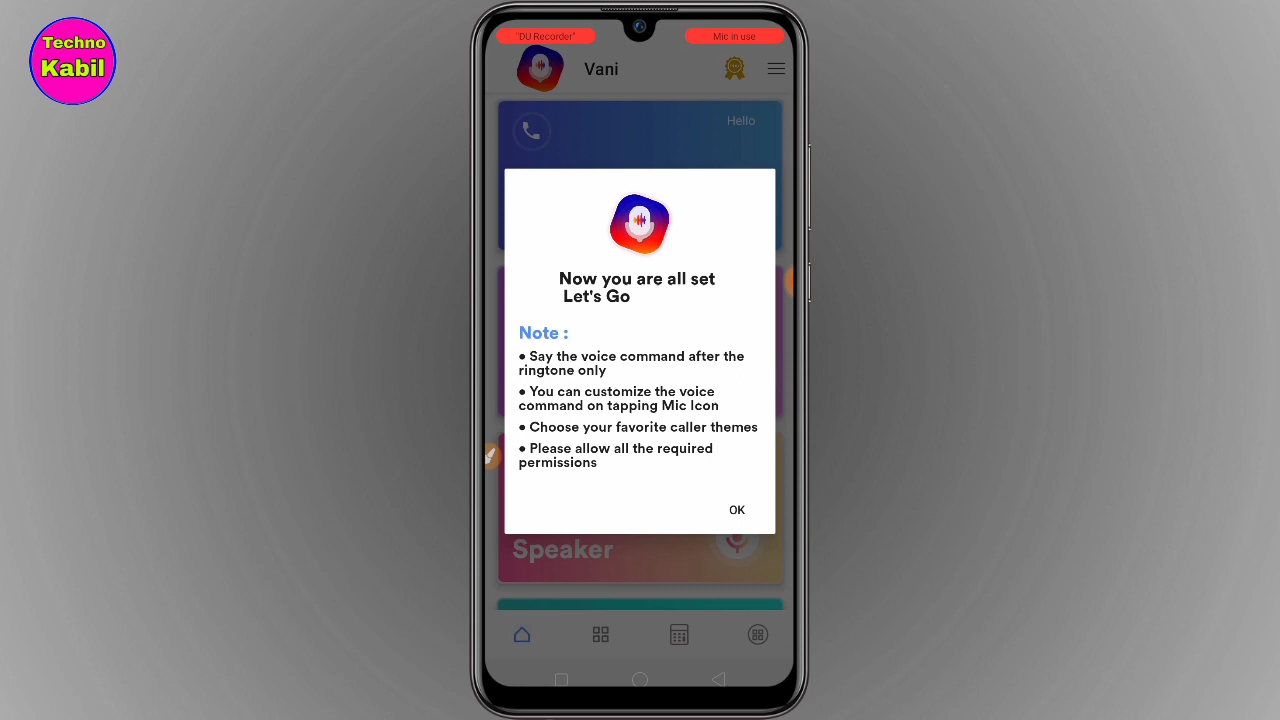 Techno
Kabil
"DU Recorder"
Mic in use
Vani
Hello
Now you are all set
Let's Go
Note :
• Say the voice command after the
ringtone only
• You can customize the voice
command on tapping Mic Icon
• Choose your favorite caller themes
• Please allow all the required
permissions
OK
Speaker